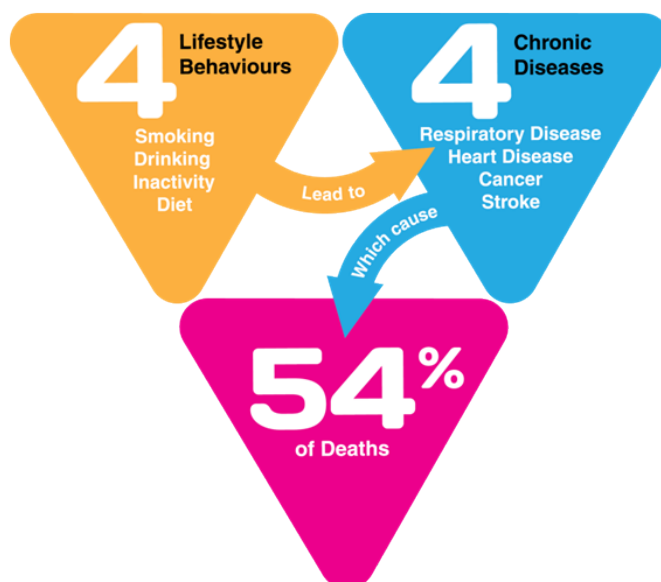 4 Lifestyle
Behaviours
Smoking
Drinking
Inactivity
Diet
Lead to
4 Chronic
Diseases
Respiratory Disease
Heart Disease
Cancer
Stroke
Which cause
54%
of Deaths